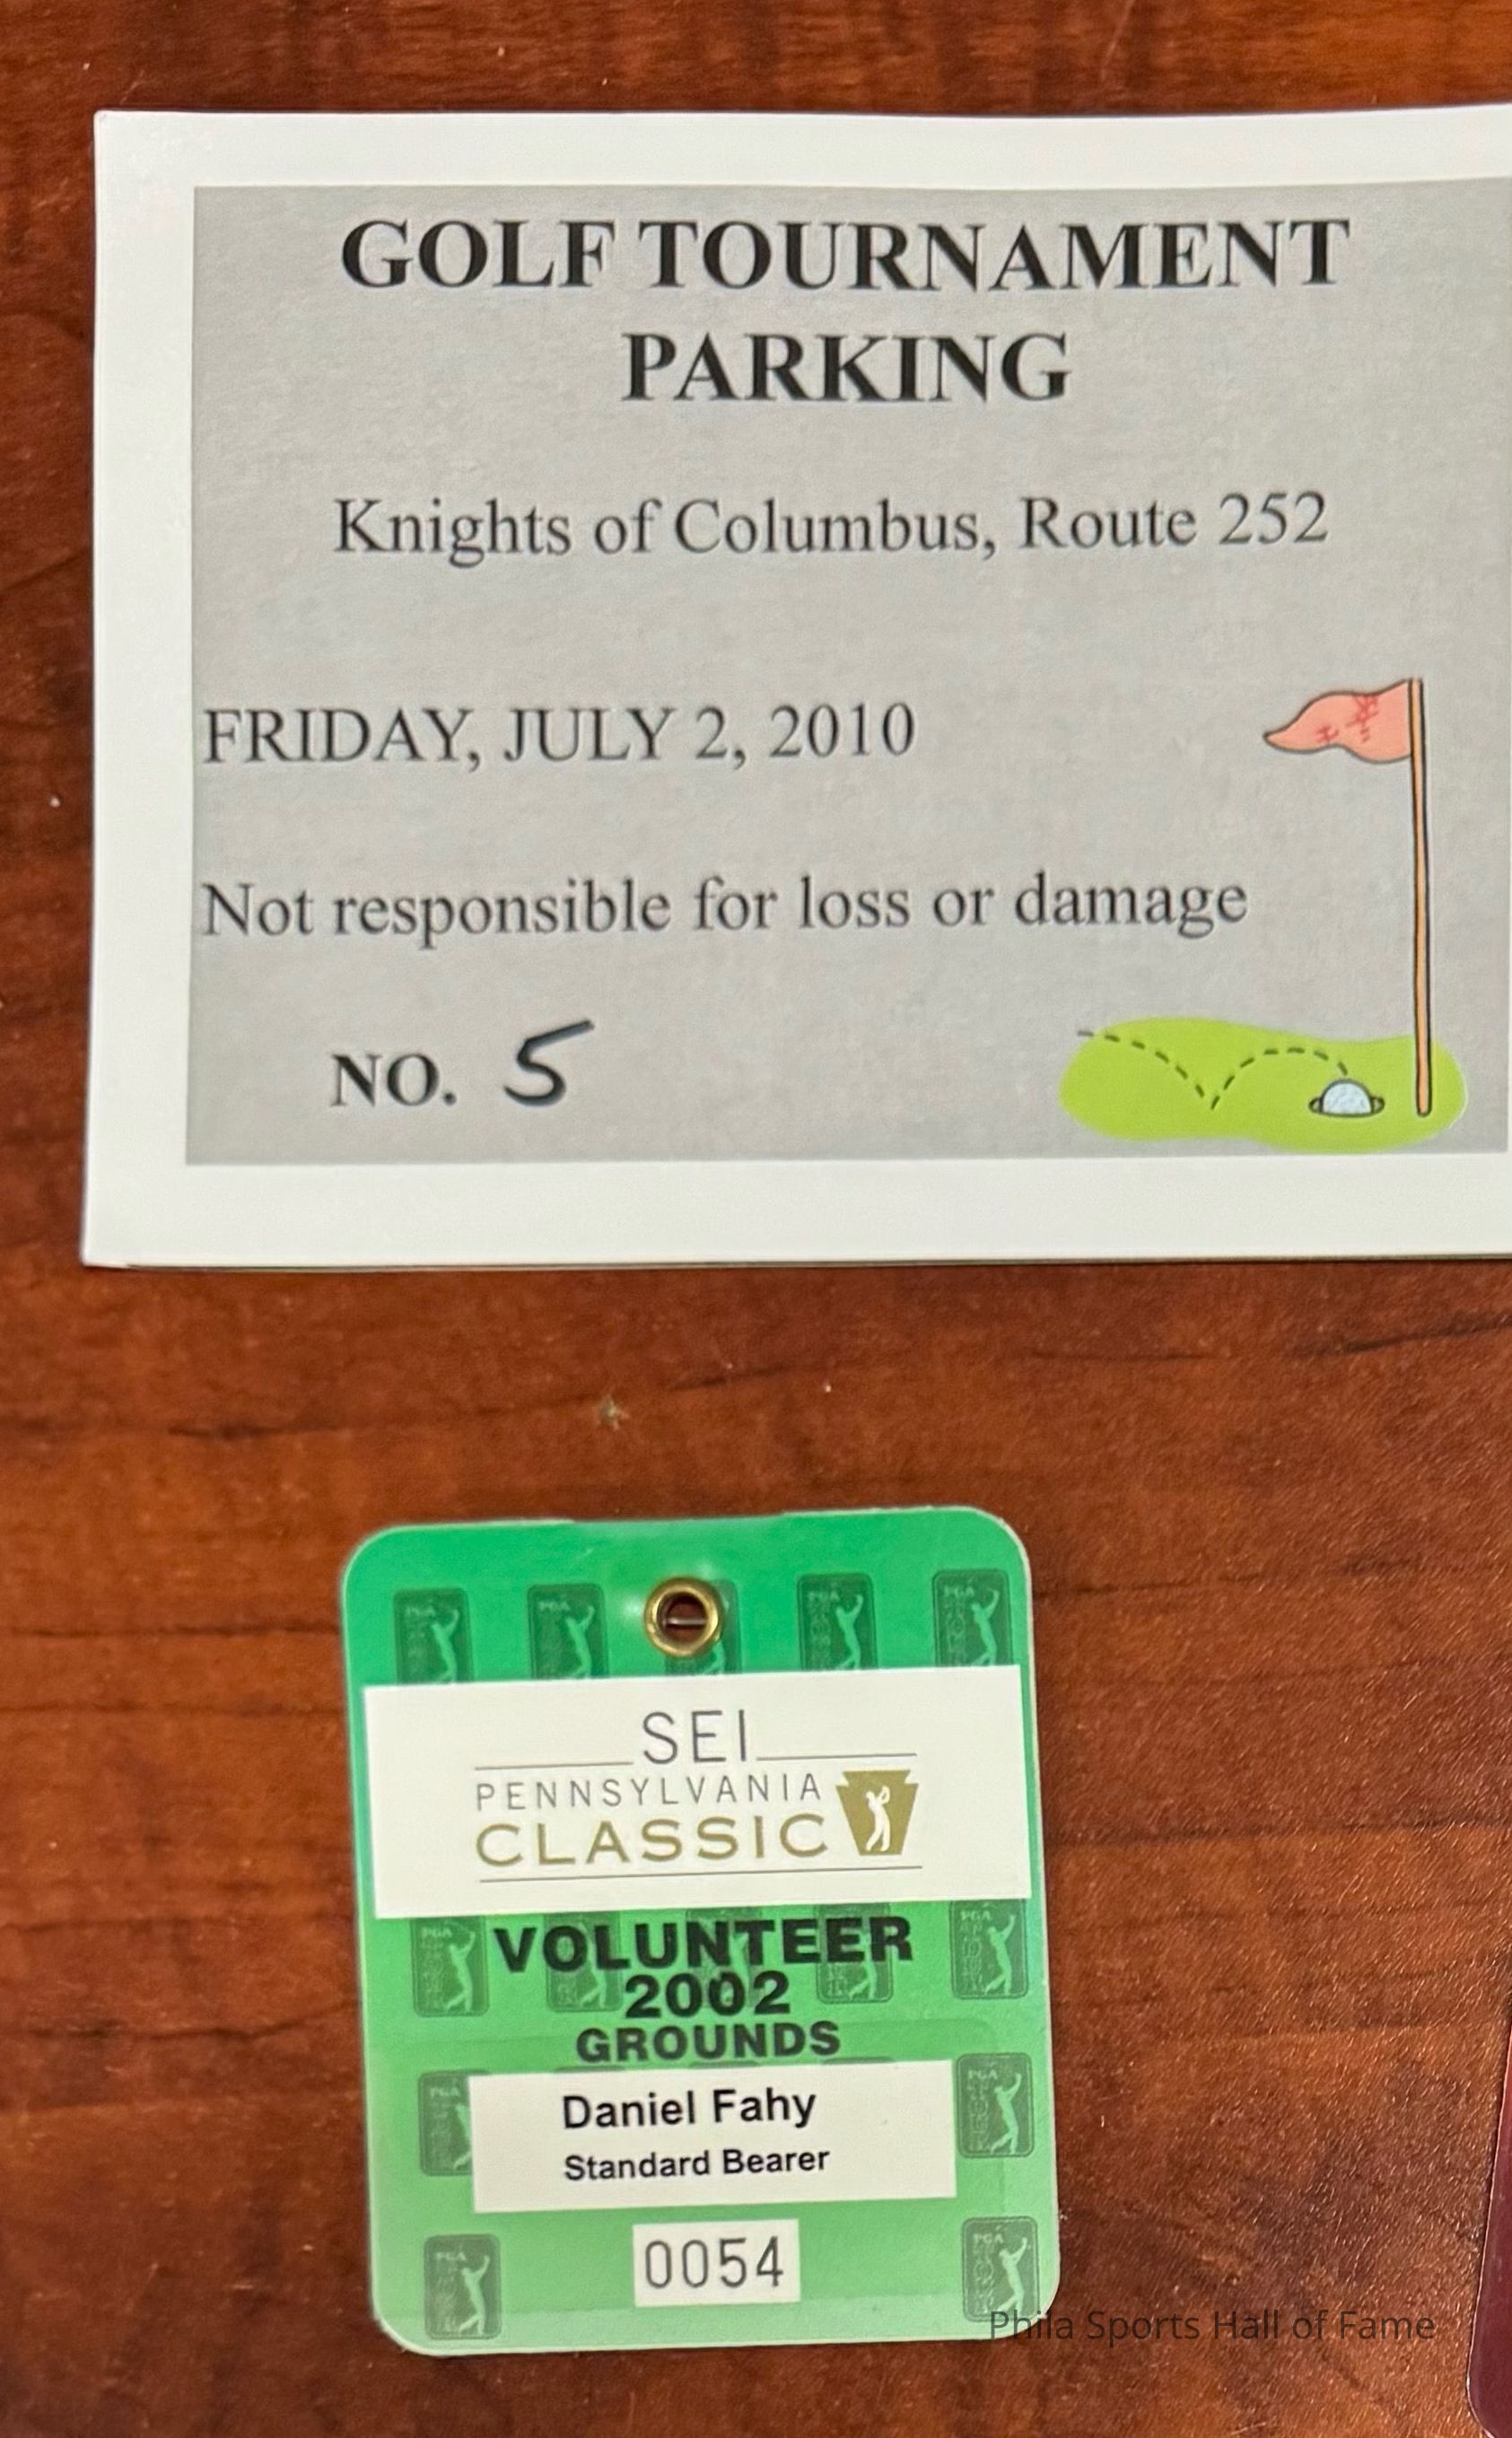 GOLF TOURNAMENT
PARKING
Knights of Columbus, Route 252
FRIDAY, JULY 2, 2010
Not responsible for loss or damage
NO. 5
SEI
PENNSYLVANIA
CLASSIC
VOLUNTEER
2002
GROUNDS
Daniel Fahy
Standard Bearer
0054
Phila Sports Hall of Fame